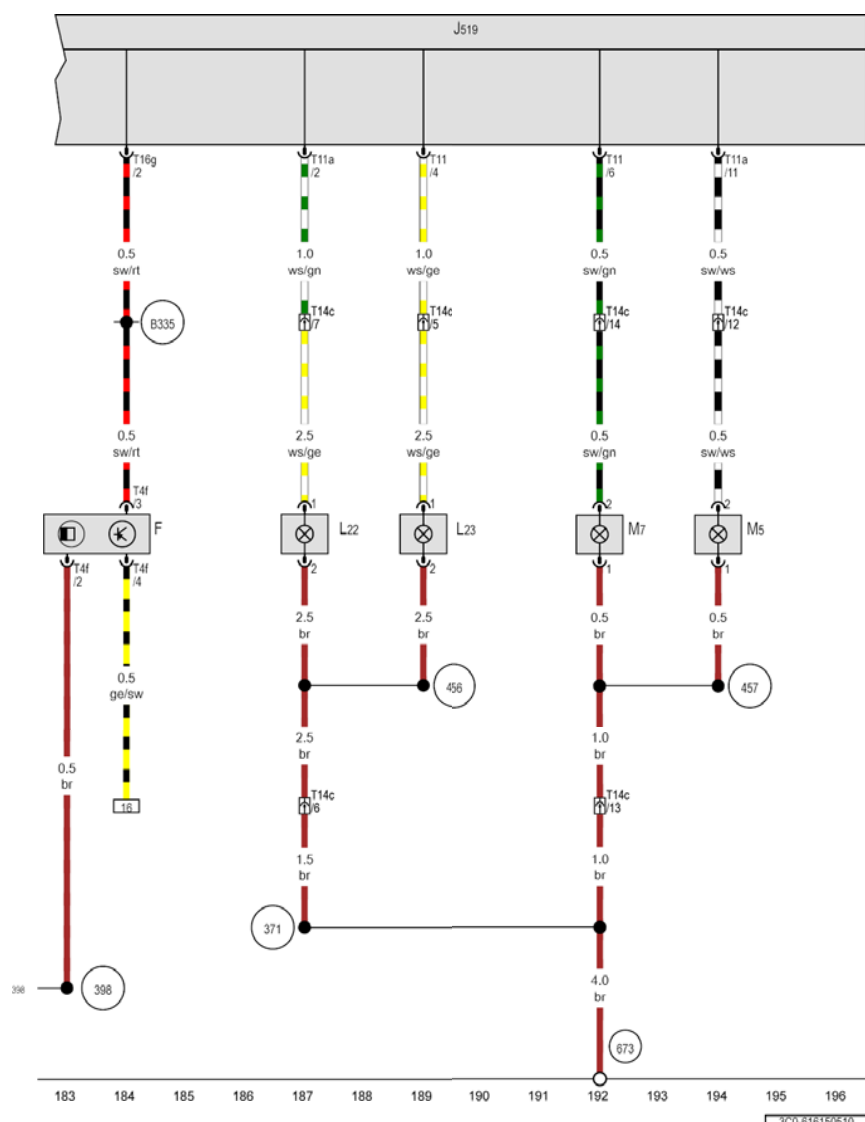 J519
T16g /2
T11a /2
T11 /4
T11 /6
T11a /11
0.5 sw/rt
1.0 ws/gn
1.0 ws/ge
0.5 sw/gn
0.5 sw/ws
B335
T14c /7
T14c /5
T14c /14
T14c /12
0.5 sw/rt
2.5 ws/ge
2.5 ws/ge
0.5 sw/gn
0.5 sw/ws
T4f /3
1
1
2
2
F
L22
L23
M7
M5
T4f /2
T4f /4
2
2
1
1
2.5 br
2.5 br
0.5 br
0.5 br
0.5 ge/sw
456
457
2.5 br
1.0 br
0.5 br
16
T14c /6
T14c /13
1.5 br
1.0 br
371
398
398
4.0 br
673
183 184 185 186 187 188 189 190 191 192 193 194 195 196